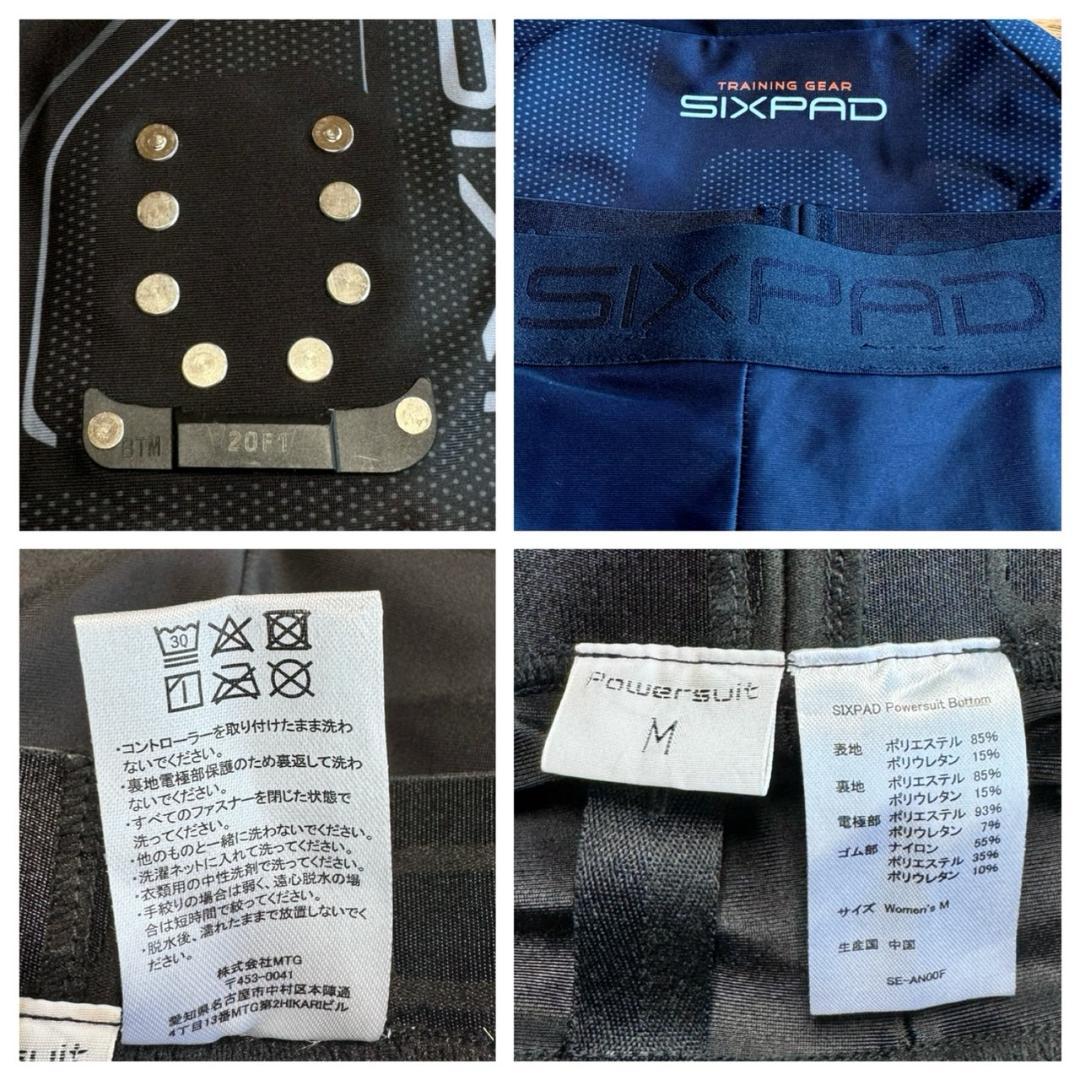 BTM
20F1
TRAINING GEAR
SIXPAD
SIXPAD
30
・コントローラーを取り付けたまま洗わ
ないでください。
・裏地電極部保護のため裏返して洗わ
ないでください。
・すべてのファスナーを閉じた状態で
洗ってください。
・他のものと一緒に洗わないでください。
・洗濯ネットに入れて洗ってください。
・衣類用の中性洗剤で洗ってください。
・手絞りの場合は弱く、遠心脱水の場
合は短時間で絞ってください。
・脱水後、濡れたままで放置しないでく
ださい。
株式会社MTG
〒453-0041
愛知県名古屋市中村区本陣通
4丁目13番MTG第2HIKARIビル
suit
Powersuit
M
SIXPAD Powersuit Bottom
表地 ポリエステル 85%
ポリウレタン 15%
裏地 ポリエステル 85%
ポリウレタン 15%
電極部 ポリエステル 93%
ポリウレタン 7%
ゴム部 ナイロン 55%
ポリエステル 35%
ポリウレタン 10%
サイズ Women's M
生産国 中国
SE-AN00F